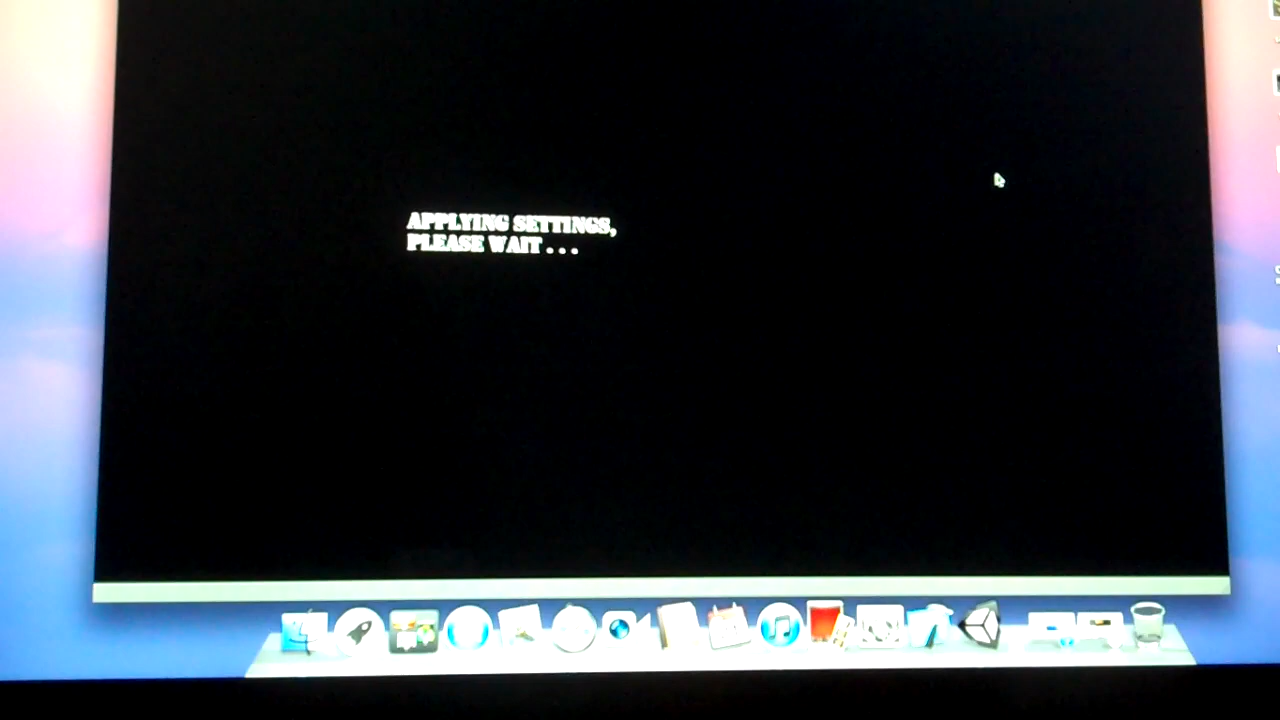 APPLYING SETTINGS,
PLEASE WAIT . . .